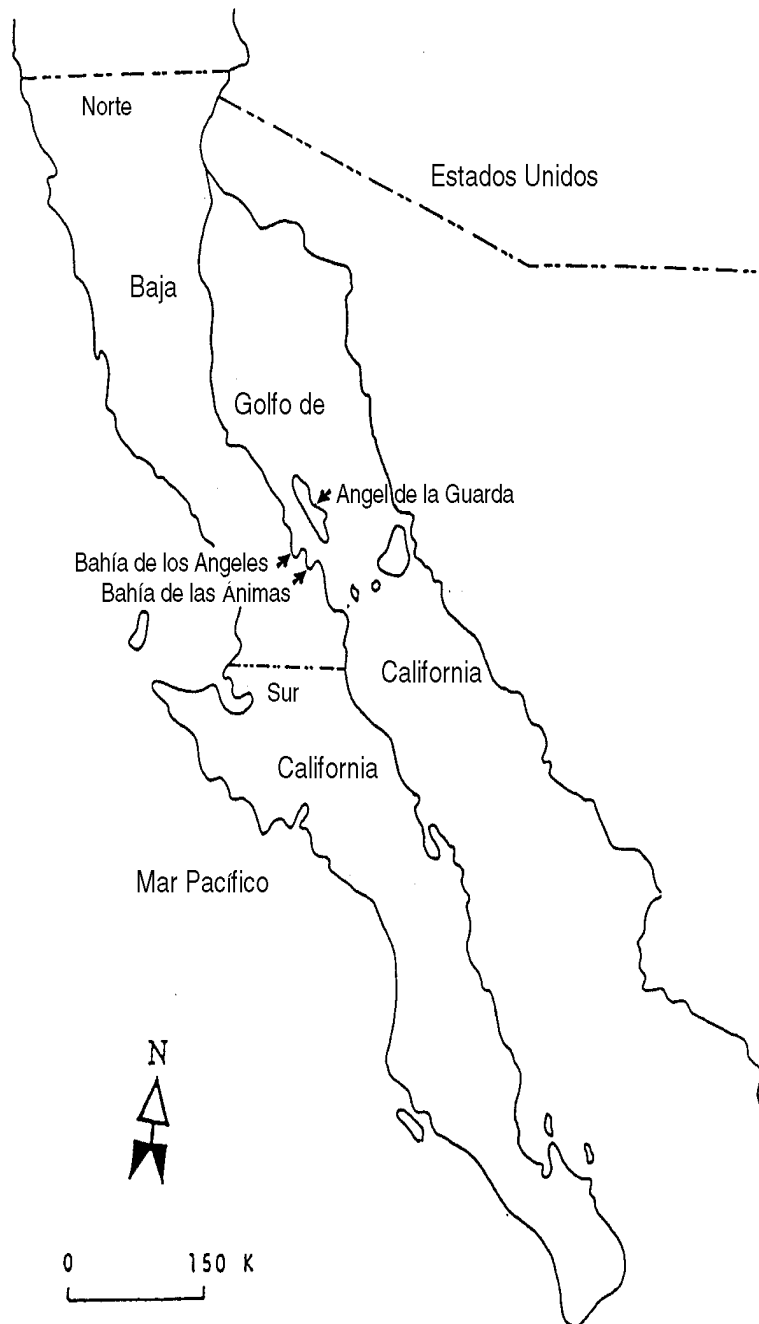 Norte
Estados Unidos
Baja
Golfo de
Angel de la Guarda
Bahía de los Angeles
Bahía de las Ánimas
California
Sur
California
Mar Pacífico
N
0 150 K